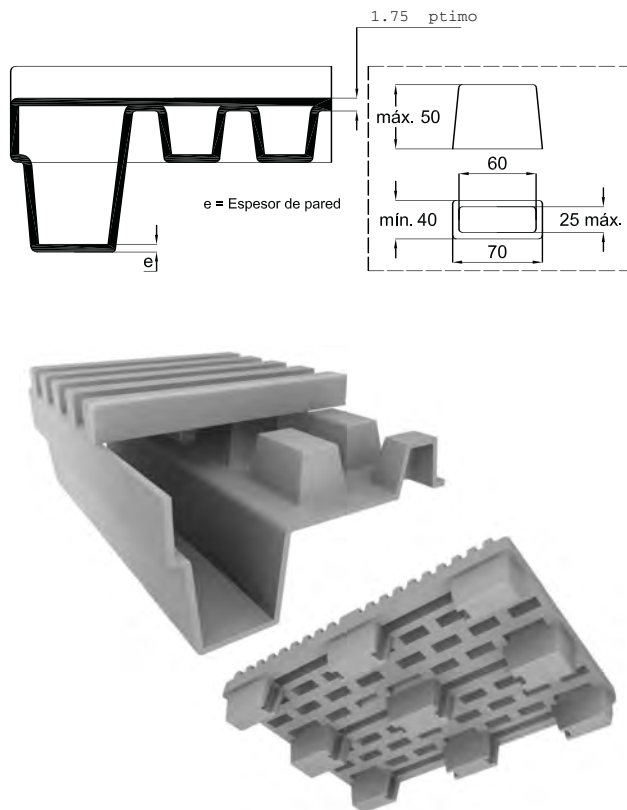 1.75 ptimo
máx. 50
60
e = Espesor de pared
mín. 40
25 máx.
e
70